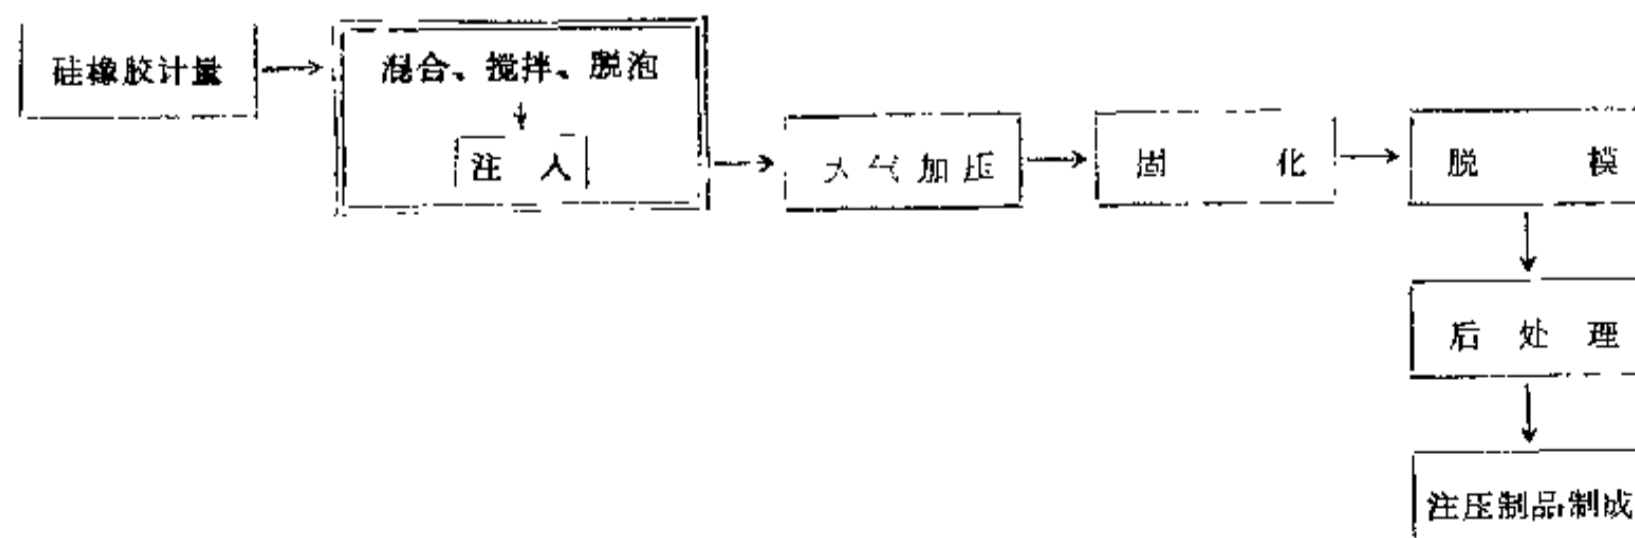 硅橡胶计量
混合、搅拌、脱泡
注 入
大气加压
固 化
脱 模
后 处 理
注压制品制成